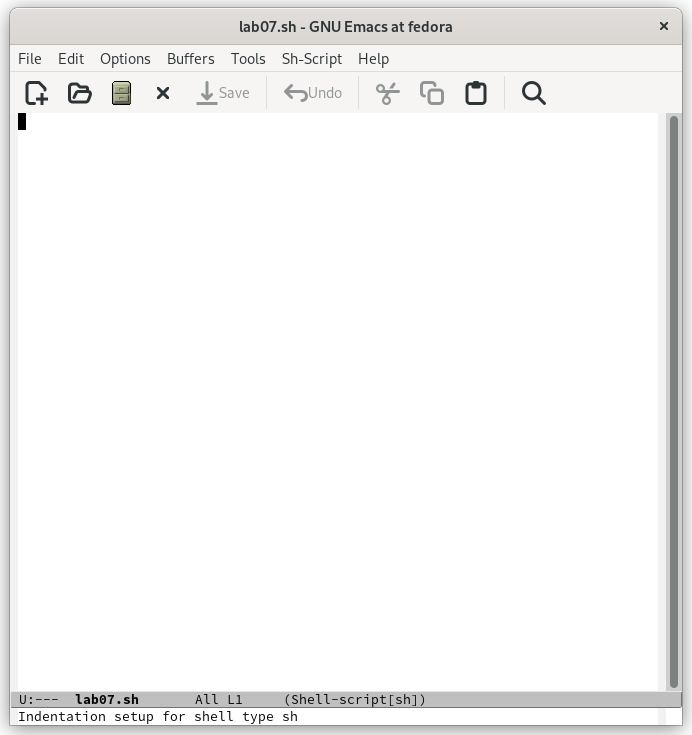 lab07.sh - GNU Emacs at fedora
File Edit Options Buffers Tools Sh-Script Help
Save Undo
U:--- lab07.sh All L1 (Shell-script[sh])
Indentation setup for shell type sh